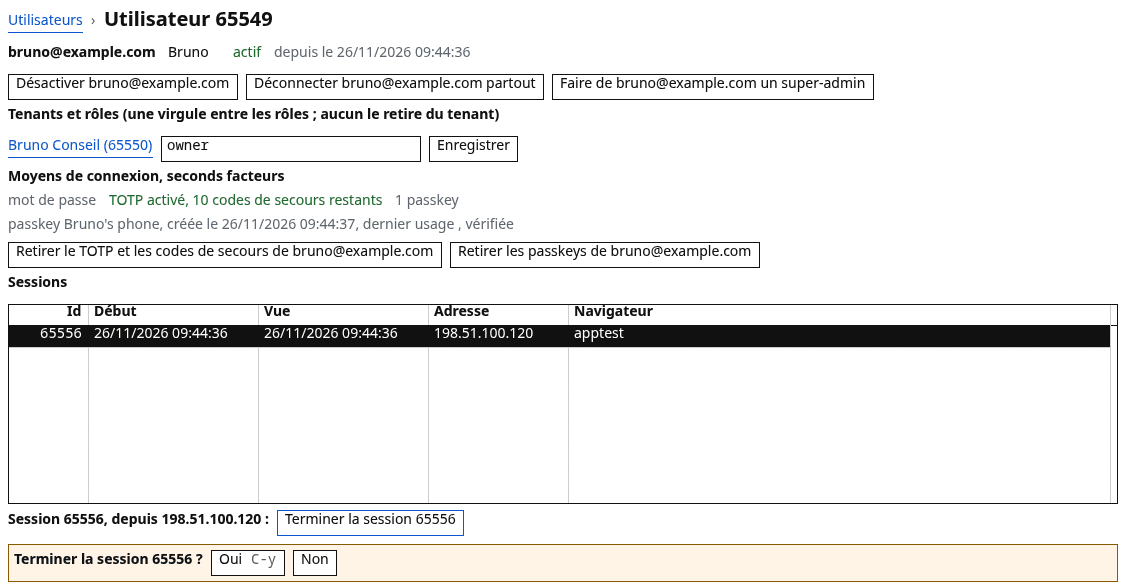 Utilisateurs › Utilisateur 65549
bruno@example.com Bruno actif depuis le 26/11/2026 09:44:36
Désactiver bruno@example.com Déconnecter bruno@example.com partout Faire de bruno@example.com un super-admin
Tenants et rôles (une virgule entre les rôles ; aucun le retire du tenant)
Bruno Conseil (65550) owner Enregistrer
Moyens de connexion, seconds facteurs
mot de passe TOTP activé, 10 codes de secours restants 1 passkey
passkey Bruno's phone, créée le 26/11/2026 09:44:37, dernier usage , vérifiée
Retirer le TOTP et les codes de secours de bruno@example.com Retirer les passkeys de bruno@example.com
Sessions
Id Début Vue Adresse Navigateur
65556 26/11/2026 09:44:36 26/11/2026 09:44:36 198.51.100.120 apptest
Session 65556, depuis 198.51.100.120 : Terminer la session 65556
Terminer la session 65556 ? Oui C-y Non